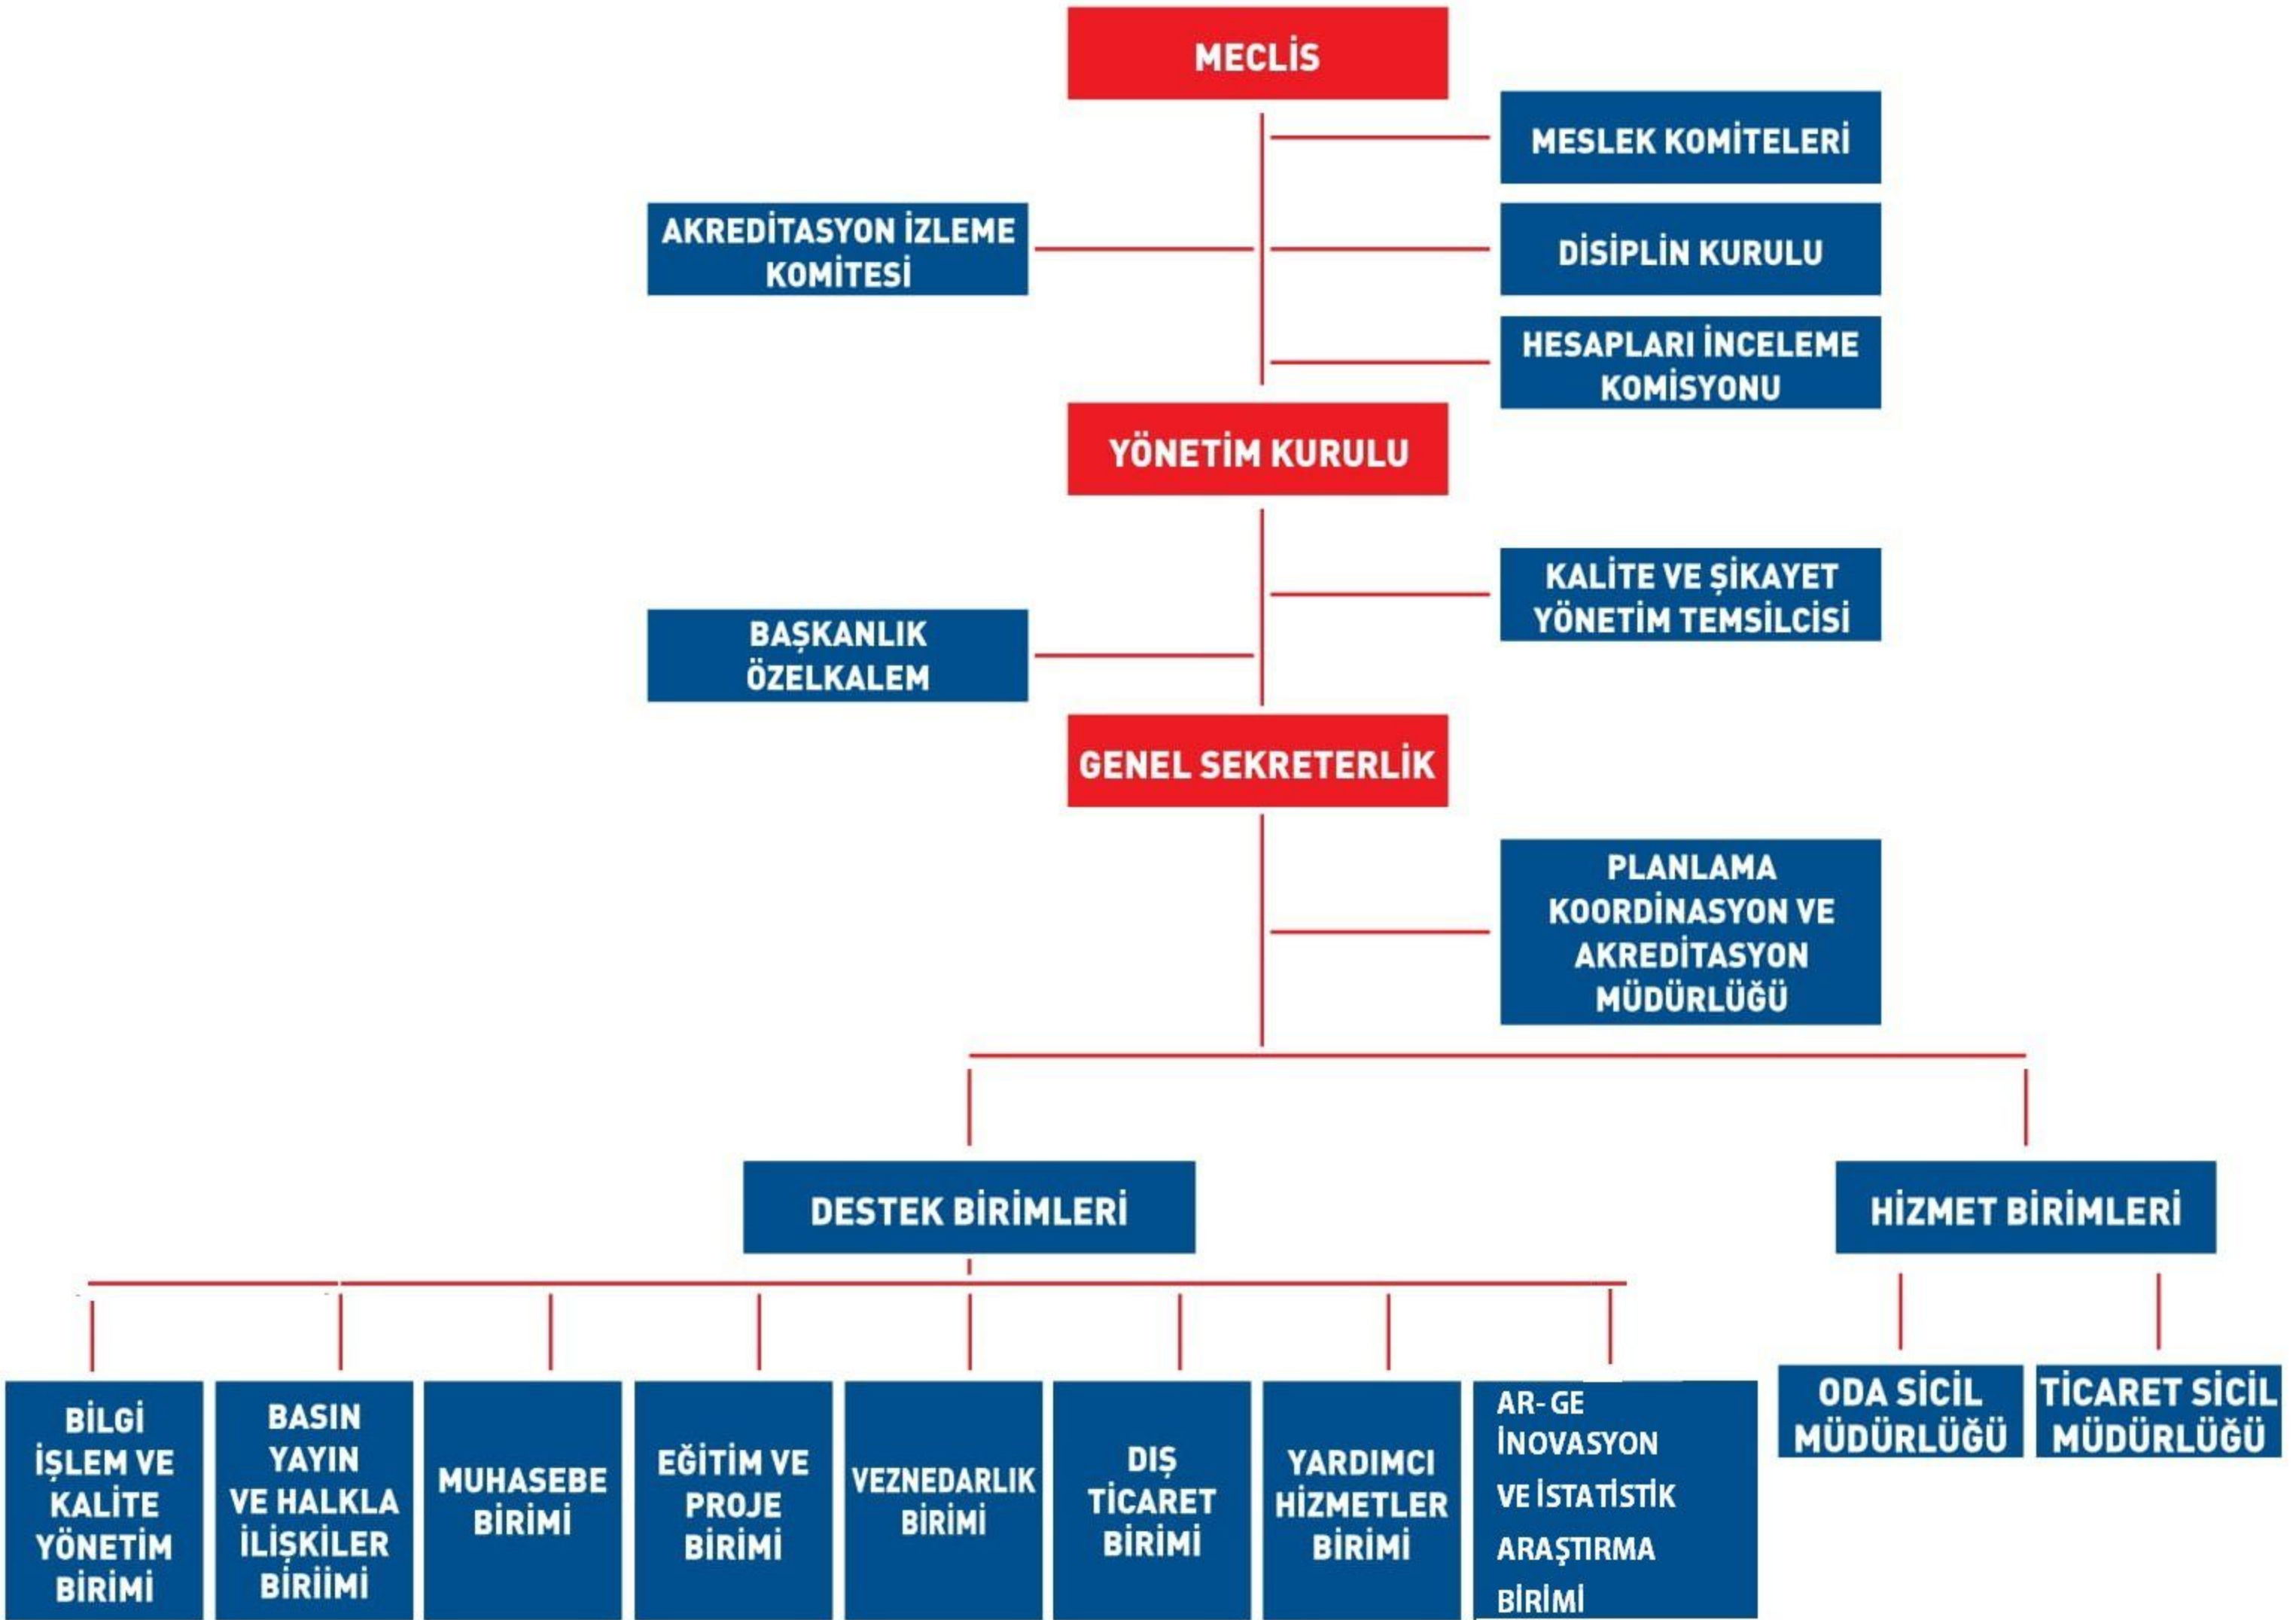 MECLİS
MESLEK KOMİTELERİ
AKREDİTASYON İZLEME
KOMİTESİ
DİSİPLİN KURULU
HESAPLARI İNCELEME
KOMİSYONU
YÖNETİM KURULU
KALİTE VE ŞİKAYET
YÖNETİM TEMSİLCİSİ
BAŞKANLIK
ÖZELKALEM
GENEL SEKRETERLİK
PLANLAMA
KOORDİNASYON VE
AKREDİTASYON
MÜDÜRLÜĞÜ
DESTEK BİRİMLERİ
HİZMET BİRİMLERİ
BİLGİ
İŞLEM VE
KALİTE
YÖNETİM
BİRİMİ
BASIN
YAYIN
VE HALKLA
İLİŞKİLER
BİRİİMİ
MUHASEBE
BİRİMİ
EĞİTİM VE
PROJE
BİRİMİ
VEZNEDARLIK
BİRİMİ
DIŞ
TİCARET
BİRİMİ
YARDIMCI
HİZMETLER
BİRİMİ
AR-GE
İNOVASYON
VE İSTATİSTİK
ARAŞTIRMA
BİRİMİ
ODA SİCİL
MÜDÜRLÜĞÜ
TİCARET SİCİL
MÜDÜRLÜĞÜ